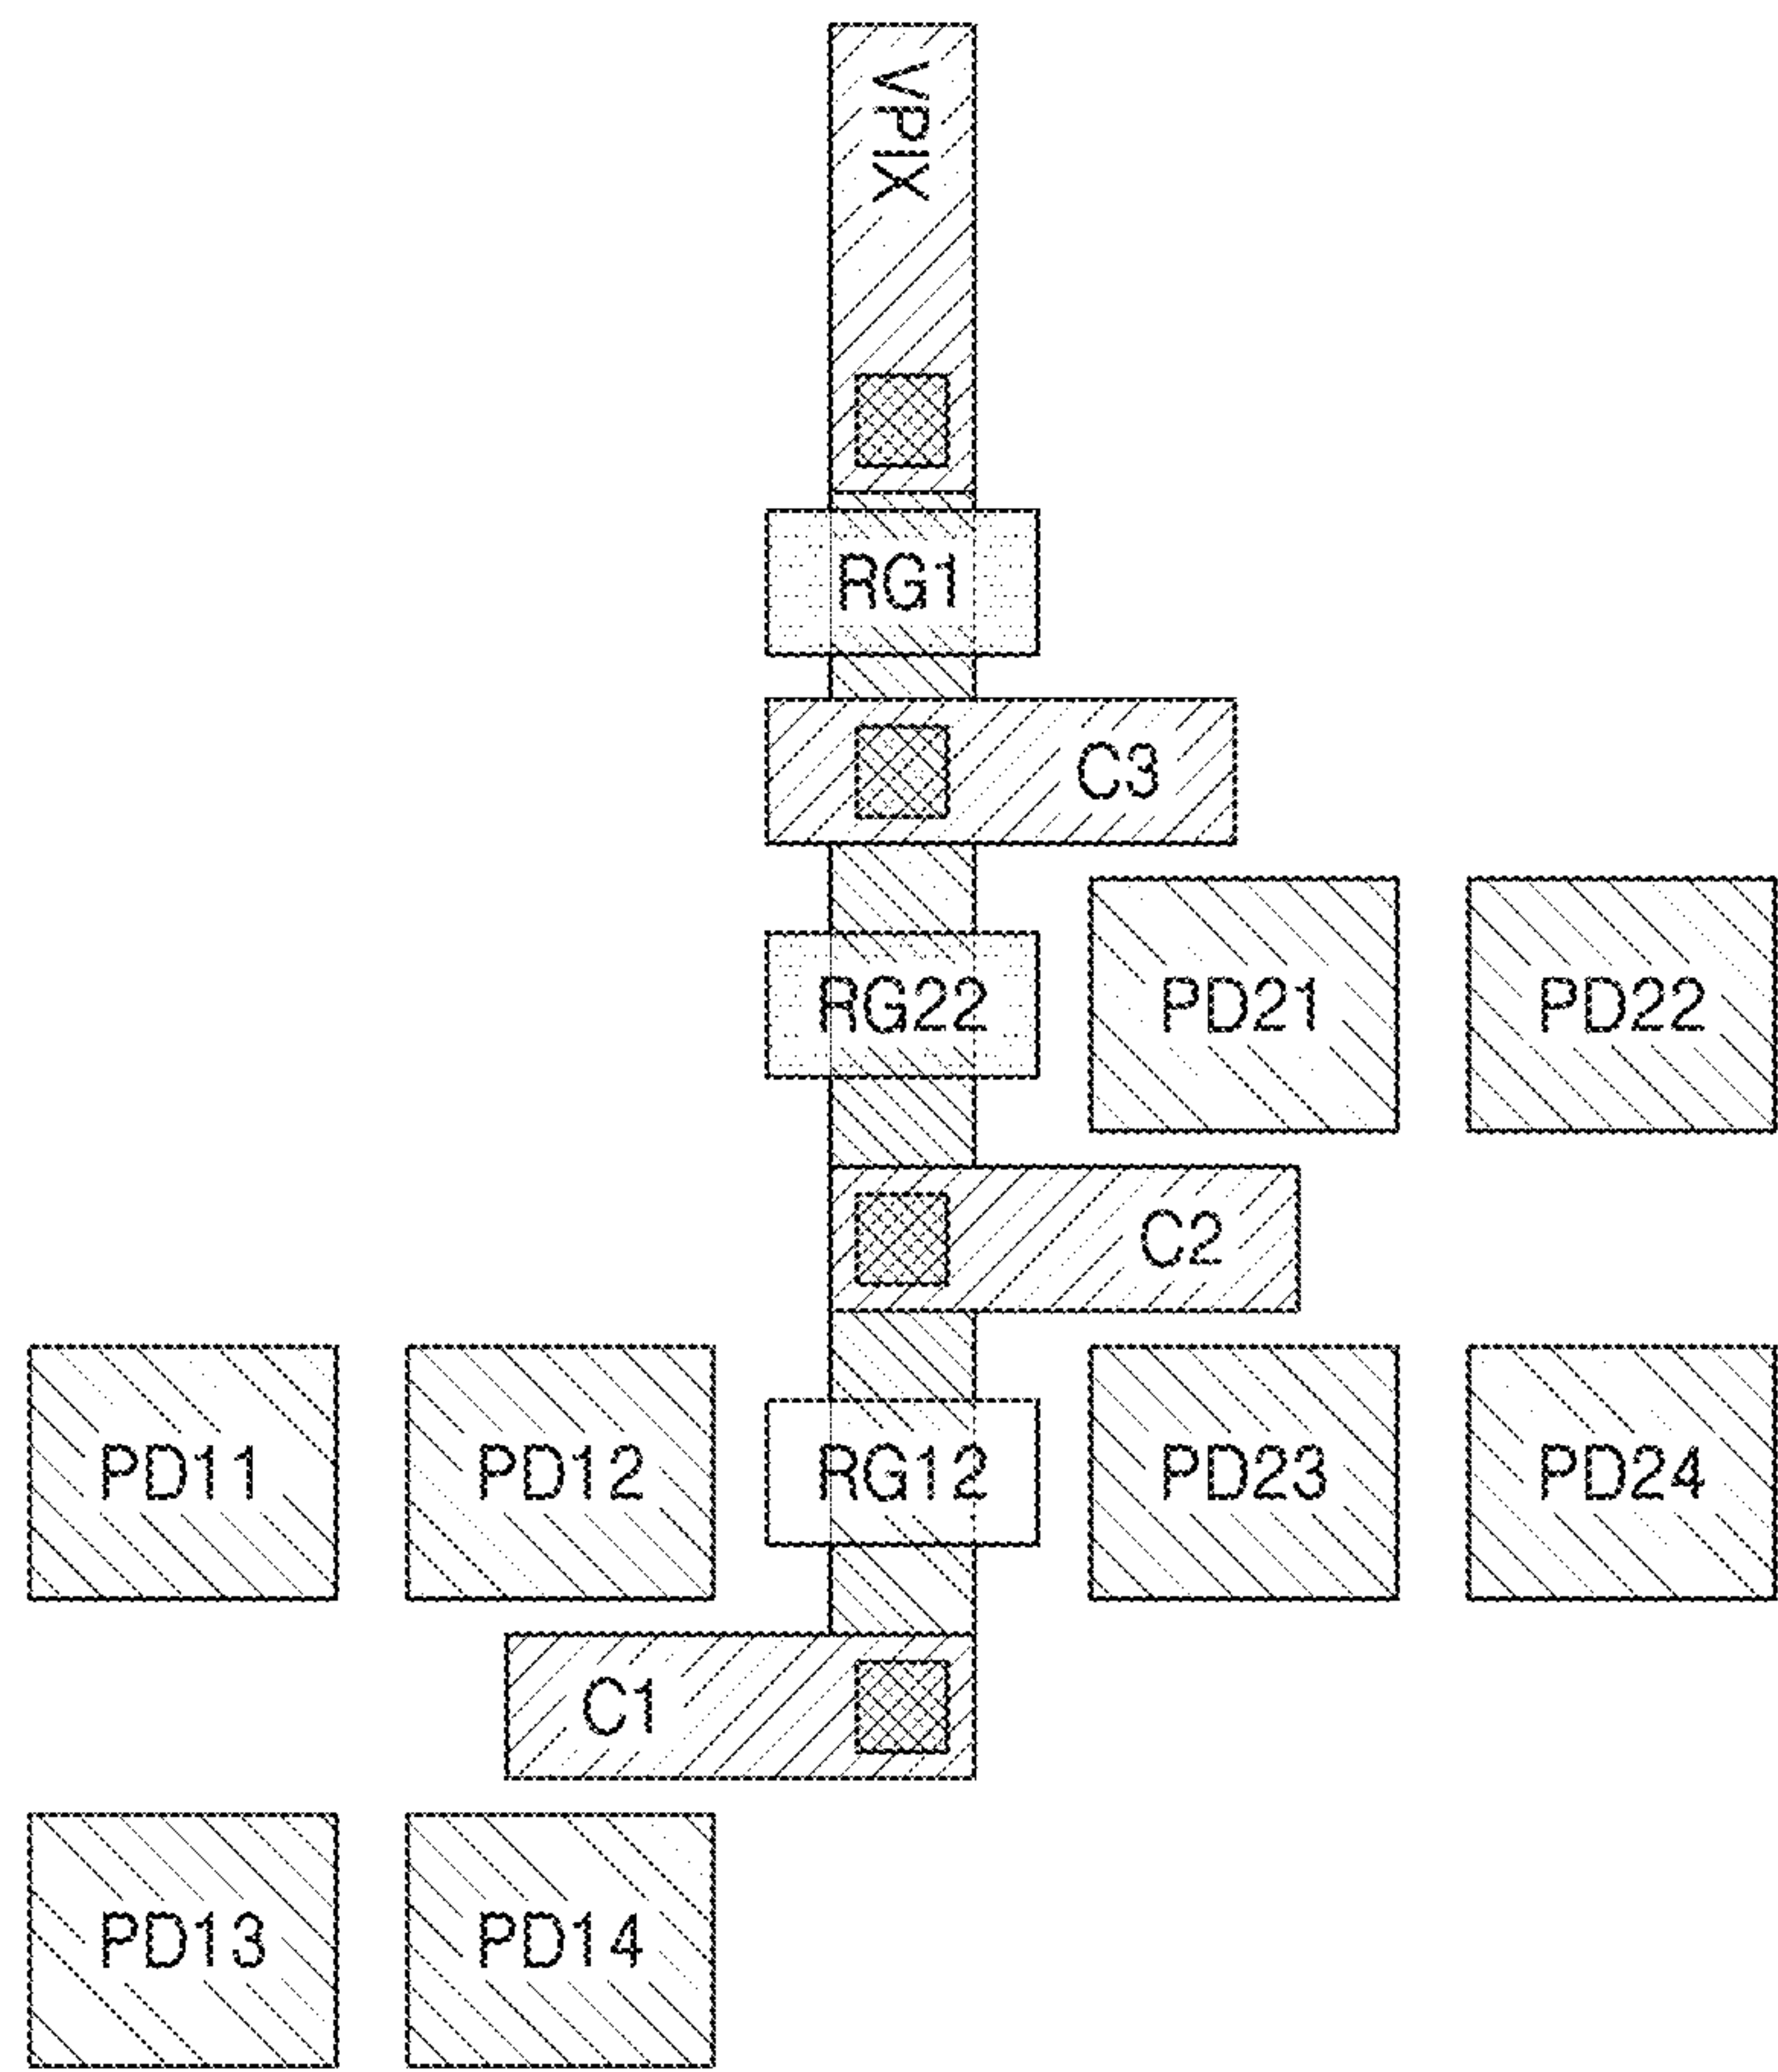 VPIX
RG1
C3
RG22 PD21 PD22
C2
PD11 PD12 RG12 PD23 PD24
C1
PD13 PD14